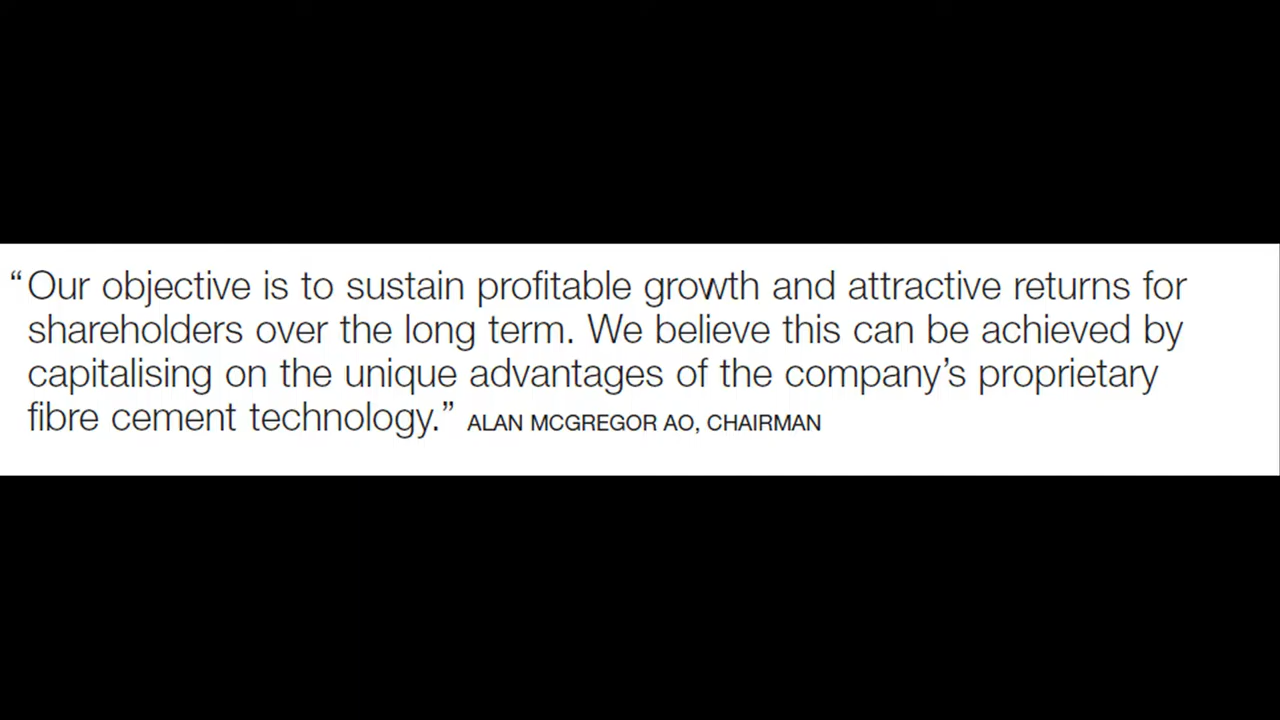 “Our objective is to sustain profitable growth and attractive returns for
shareholders over the long term. We believe this can be achieved by
capitalising on the unique advantages of the company’s proprietary
fibre cement technology.” ALAN MCGREGOR AO, CHAIRMAN